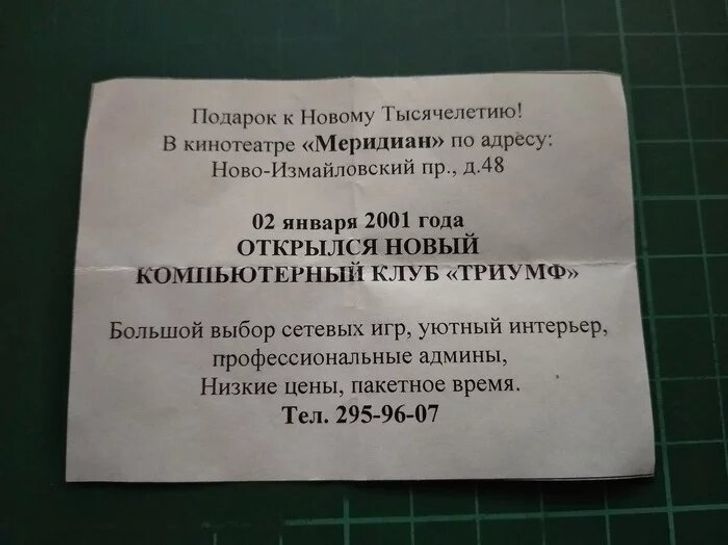 Подарок к Новому Тысячелетию!
В кинотеатре «Меридиан» по адресу:
Ново-Измайловский пр., д.48
02 января 2001 года
ОТКРЫЛСЯ НОВЫЙ
КОМПЬЮТЕРНЫЙ КЛУБ «ТРИУМФ»
Большой выбор сетевых игр, уютный интерьер,
профессиональные админы,
Низкие цены, пакетное время.
Тел. 295-96-07